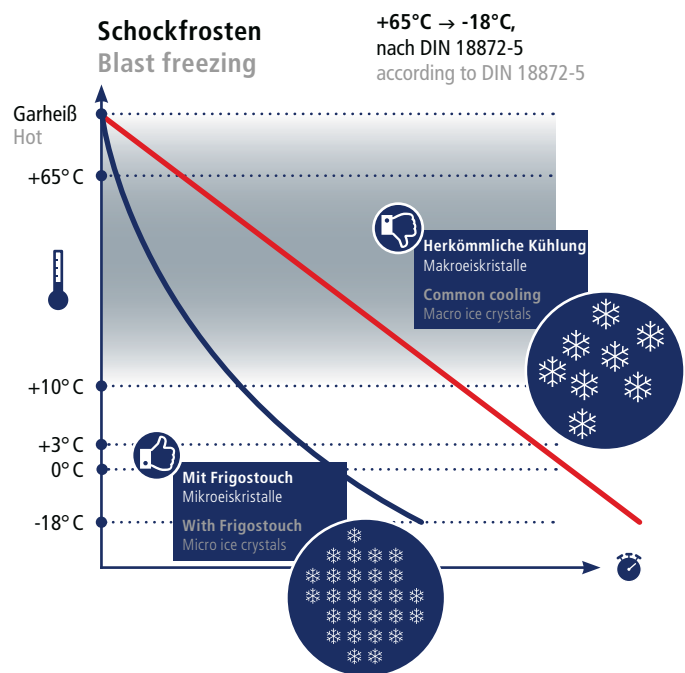 Schockfrosten
Blast freezing
+65°C → -18°C,
nach DIN 18872-5
according to DIN 18872-5
Garheiß
Hot
+65° C
+10° C
+3° C
0° C
-18° C
Herkömmliche Kühlung
Makroeiskristalle
Common cooling
Macro ice crystals
Mit Frigostouch
Mikroeiskristalle
With Frigostouch
Micro ice crystals